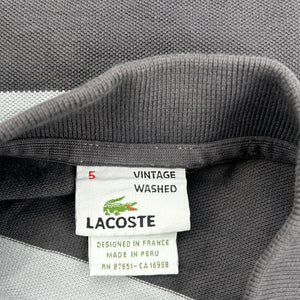 5 VINTAGE
WASHED
LACOSTE
DESIGNED IN FRANCE
MADE IN PERU
RN 87651 - CA 16998